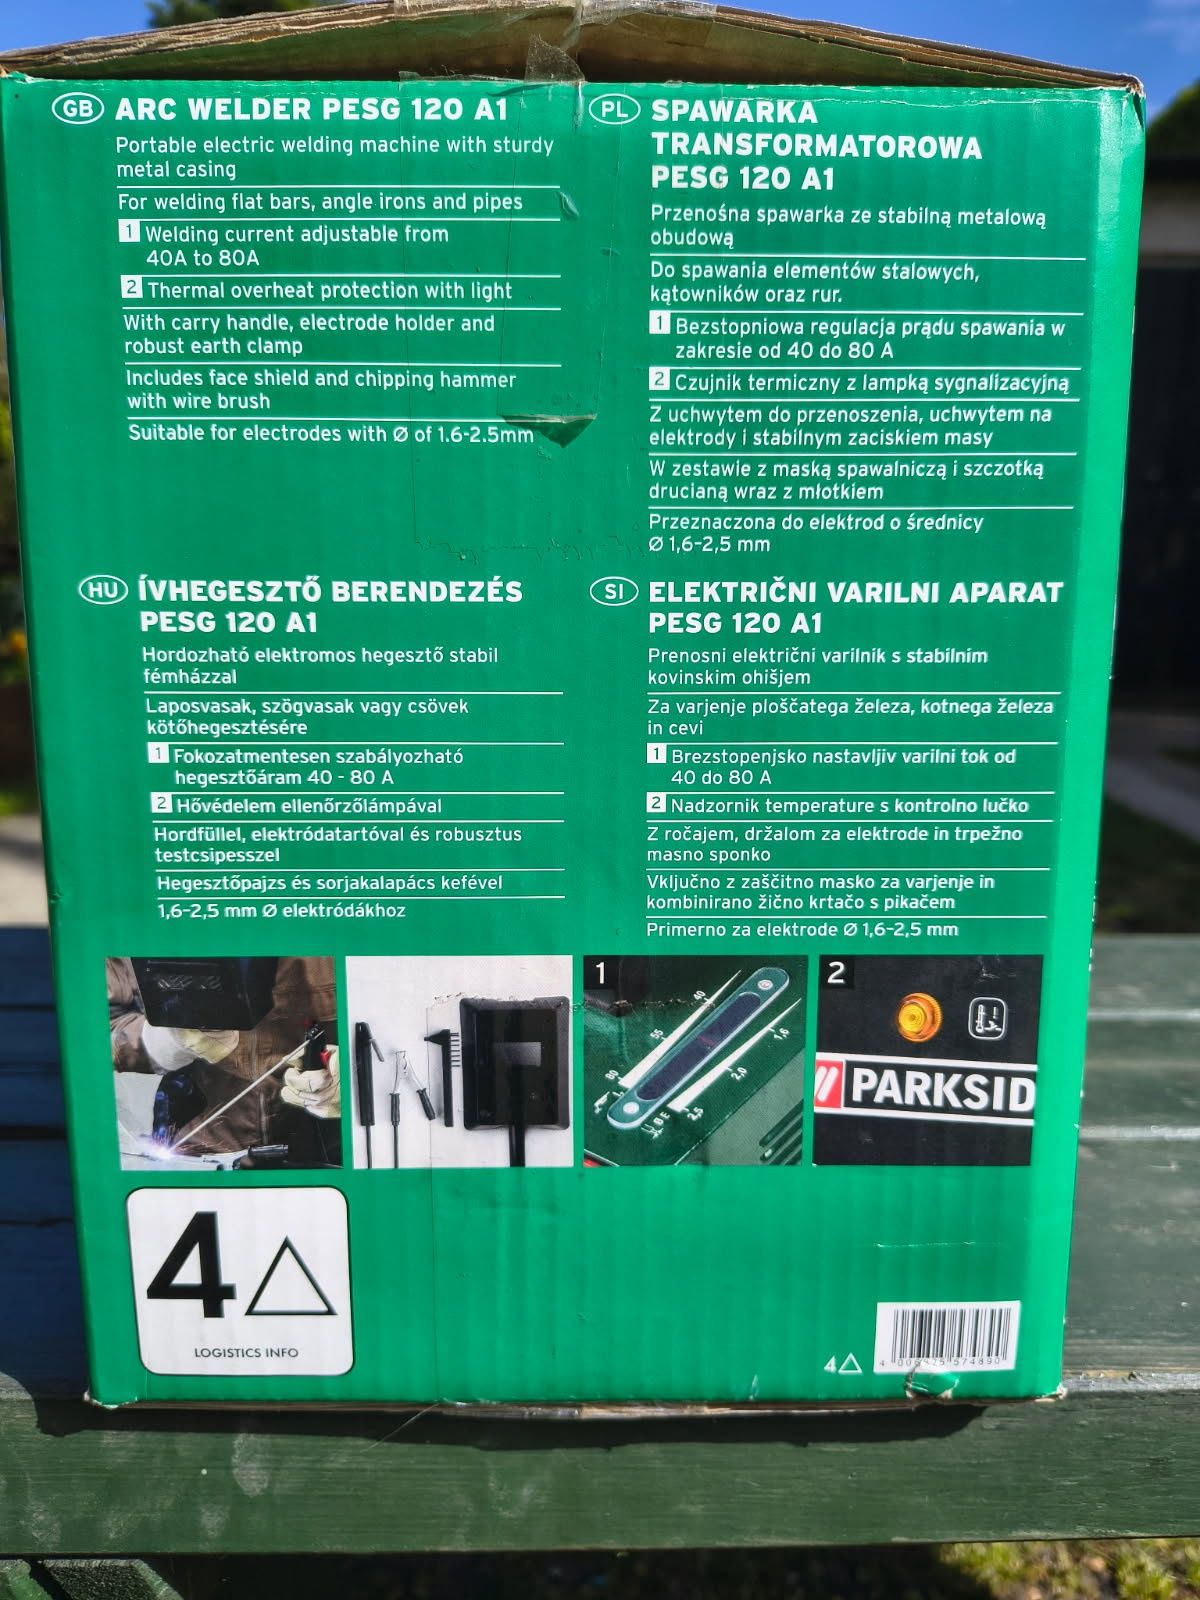 GB ARC WELDER PESG 120 A1
Portable electric welding machine with sturdy
metal casing
For welding flat bars, angle irons and pipes
1 Welding current adjustable from
40A to 80A
2 Thermal overheat protection with light
With carry handle, electrode holder and
robust earth clamp
Includes face shield and chipping hammer
with wire brush
Suitable for electrodes with Ø of 1.6-2.5mm
PL SPAWARKA
TRANSFORMATOROWA
PESG 120 A1
Przenośna spawarka ze stabilną metalową
obudową
Do spawania elementów stalowych,
kątowników oraz rur.
1 Bezstopniowa regulacja prądu spawania w
zakresie od 40 do 80 A
2 Czujnik termiczny z lampką sygnalizacyjną
Z uchwytem do przenoszenia, uchwytem na
elektrody i stabilnym zaciskiem masy
W zestawie z maską spawalniczą i szczotką
drucianą wraz z młotkiem
Przeznaczona do elektrod o średnicy
Ø 1,6-2,5 mm
HU ÍVHEGESZTŐ BERENDEZÉS
PESG 120 A1
Hordozható elektromos hegesztő stabil
fémházzal
Laposvasak, szögvasak vagy csövek
kötőhegesztésére
1 Fokozatmentesen szabályozható
hegesztőáram 40 - 80 A
2 Hővédelem ellenőrzőlámpával
Hordfüllel, elektródatartóval és robusztus
testcsipesszel
Hegesztőpajzs és sorjakalapács kefével
1,6-2,5 mm Ø elektródákhoz
SI ELEKTRIČNI VARILNI APARAT
PESG 120 A1
Prenosni električni varilnik s stabilnim
kovinskim ohišjem
Za varjenje ploščatega železa, kotnega železa
in cevi
1 Brezstopenjsko nastavljiv varilni tok od
40 do 80 A
2 Nadzornik temperature s kontrolno lučko
Z ročajem, držalom za elektrode in trpežno
masno sponko
Vključno z zaščitno masko za varjenje in
kombinirano žično krtačo s pikačem
Primerno za elektrode Ø 1,6-2,5 mm
1
40
55
80
1,6
2,0
2,5
2
PARKSID
4
LOGISTICS INFO
4